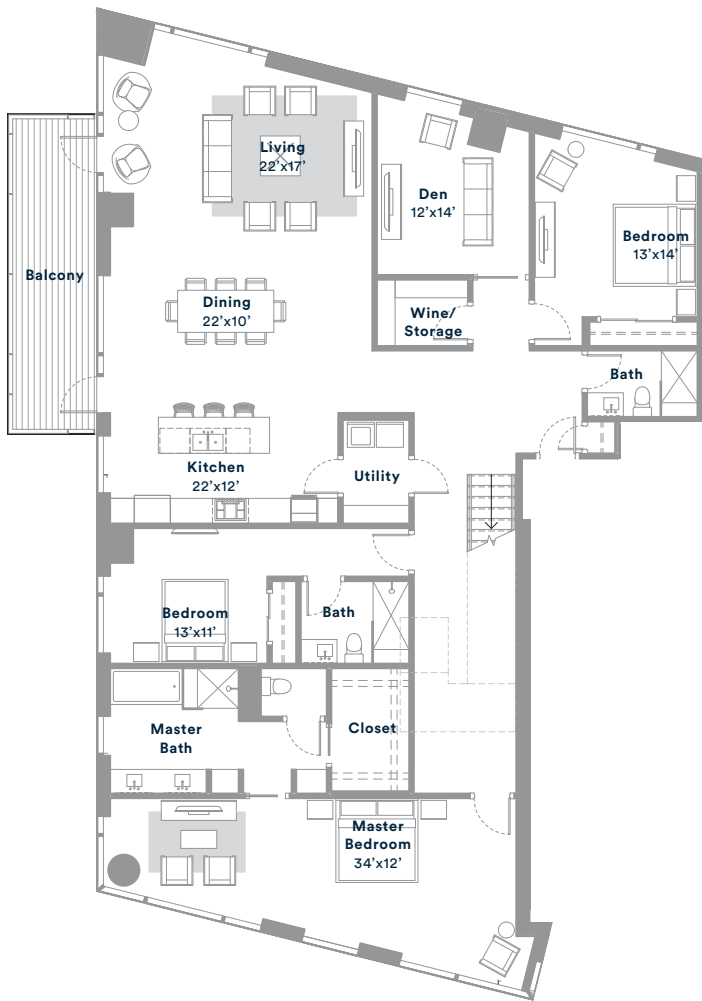 Living
22'x17'
Den
12'x14'
Bedroom
13'x14'
Balcony
Dining
22'x10'
Wine/
Storage
Bath
Kitchen
22'x12'
Utility
Bedroom
13'x11'
Bath
Master
Bath
Closet
Master
Bedroom
34'x12'